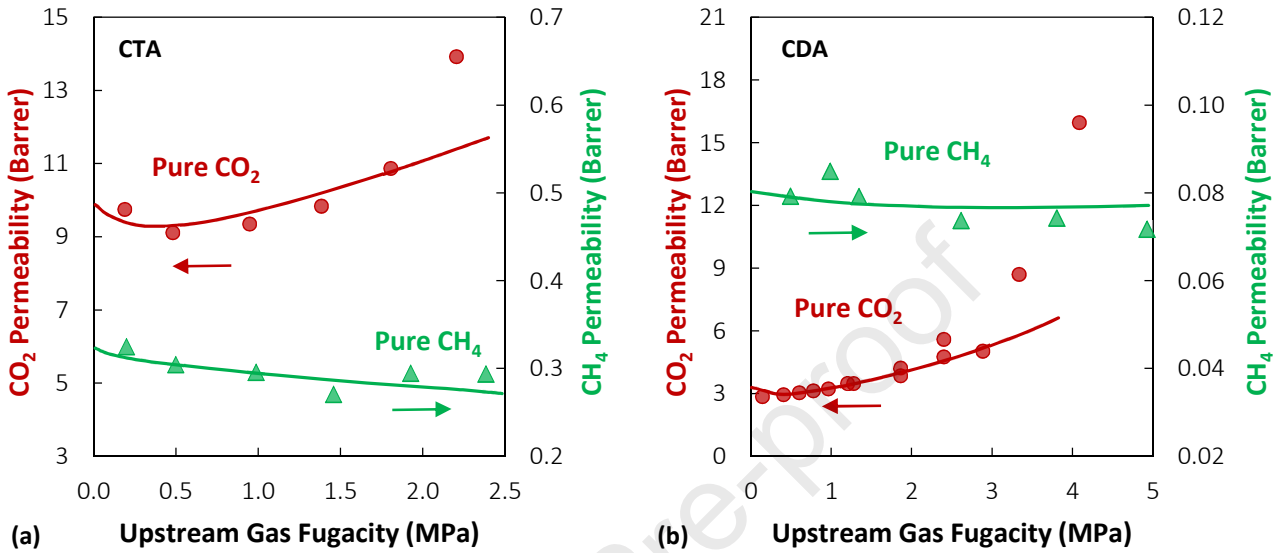 CTA
CO2 Permeability (Barrer)
15
13
11
9
7
5
3
Pure CO2
Pure CH4
0.7
0.6
0.5
0.4
0.3
0.2
CH4 Permeability (Barrer)
0.0 0.5 1.0 1.5 2.0 2.5
(a) Upstream Gas Fugacity (MPa)
CDA
CO2 Permeability (Barrer)
21
18
15
12
9
6
3
0
Pure CH4
Pure CO2
0.12
0.10
0.08
0.06
0.04
0.02
CH4 Permeability (Barrer)
0 1 2 3 4 5
(b) Upstream Gas Fugacity (MPa)
re-proof